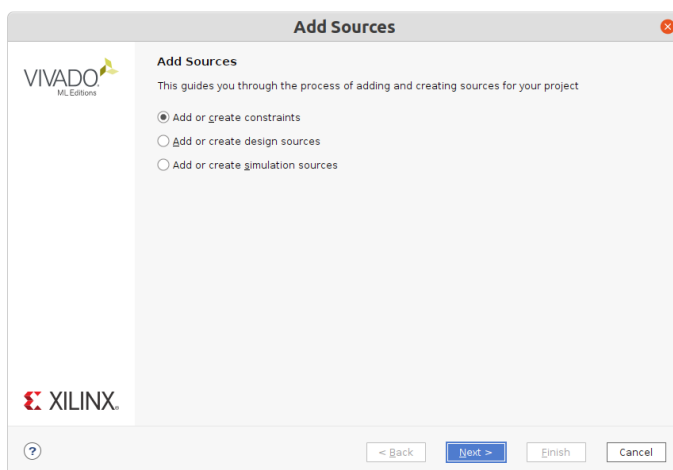 Add Sources
VIVADO.
ML Editions
Add Sources
This guides you through the process of adding and creating sources for your project
Add or create constraints
Add or create design sources
Add or create simulation sources
XILINX.
?
< Back
Next >
Finish
Cancel